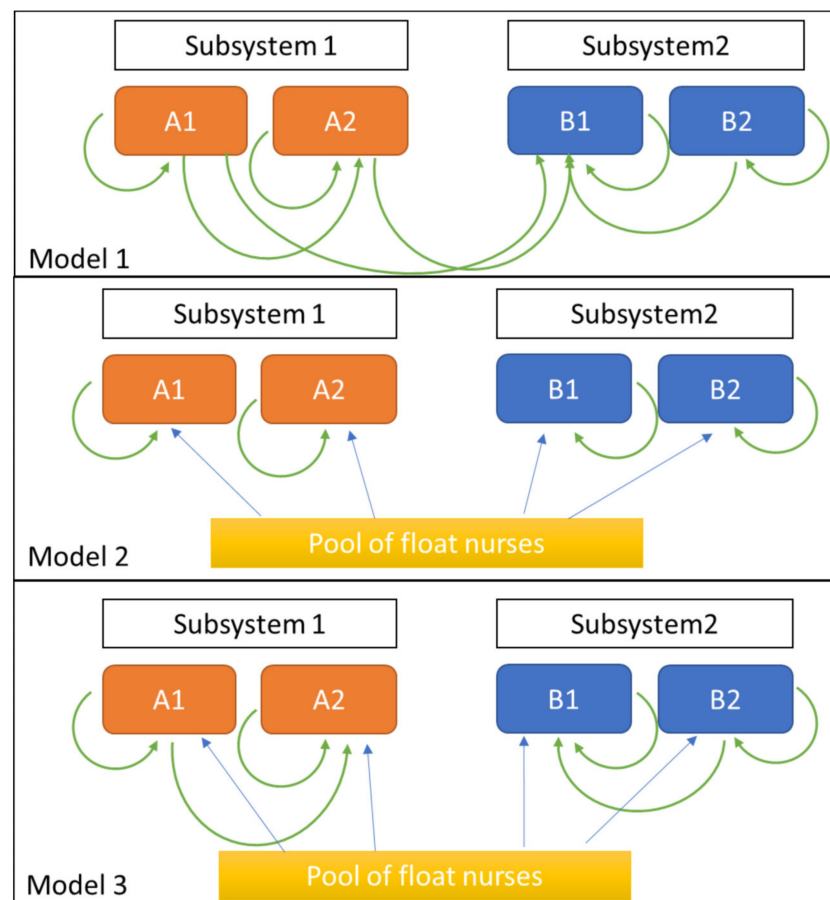 Subsystem 1
Subsystem2
A1
A2
B1
B2
Model 1
Subsystem 1
Subsystem2
A1
A2
B1
B2
Pool of float nurses
Model 2
Subsystem 1
Subsystem2
A1
A2
B1
B2
Pool of float nurses
Model 3